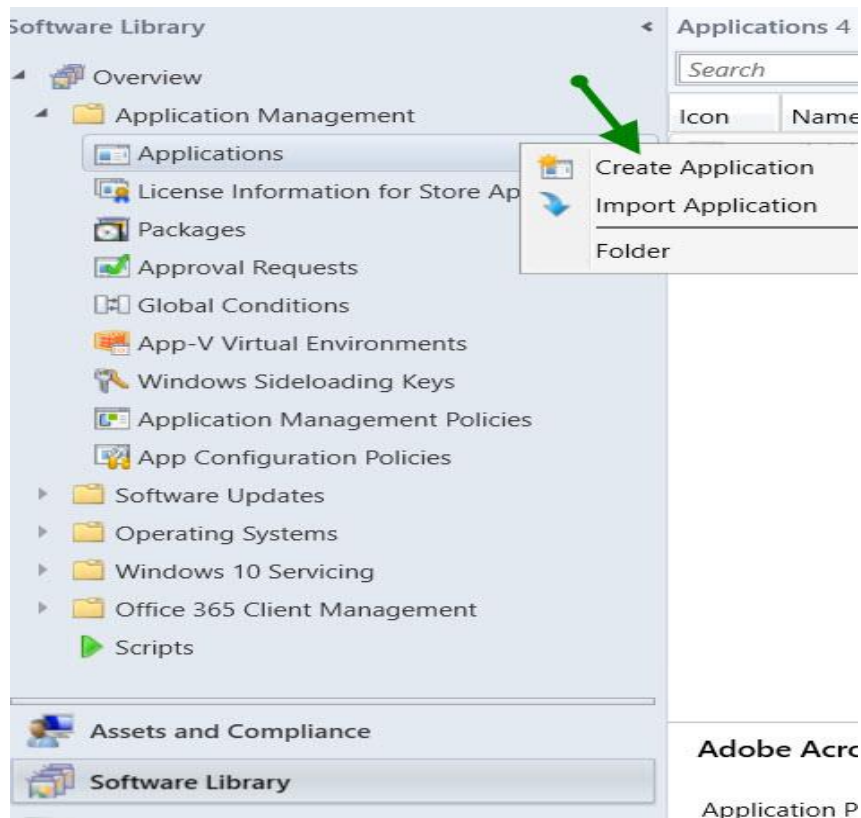 Software Library
Applications 4
Overview
Search
Application Management
Icon Name
Applications
Create Application
License Information for Store Ap
Import Application
Packages
Folder
Approval Requests
Global Conditions
App-V Virtual Environments
Windows Sideloading Keys
Application Management Policies
App Configuration Policies
Software Updates
Operating Systems
Windows 10 Servicing
Office 365 Client Management
Scripts
Assets and Compliance
Software Library
Adobe Acro
Application P